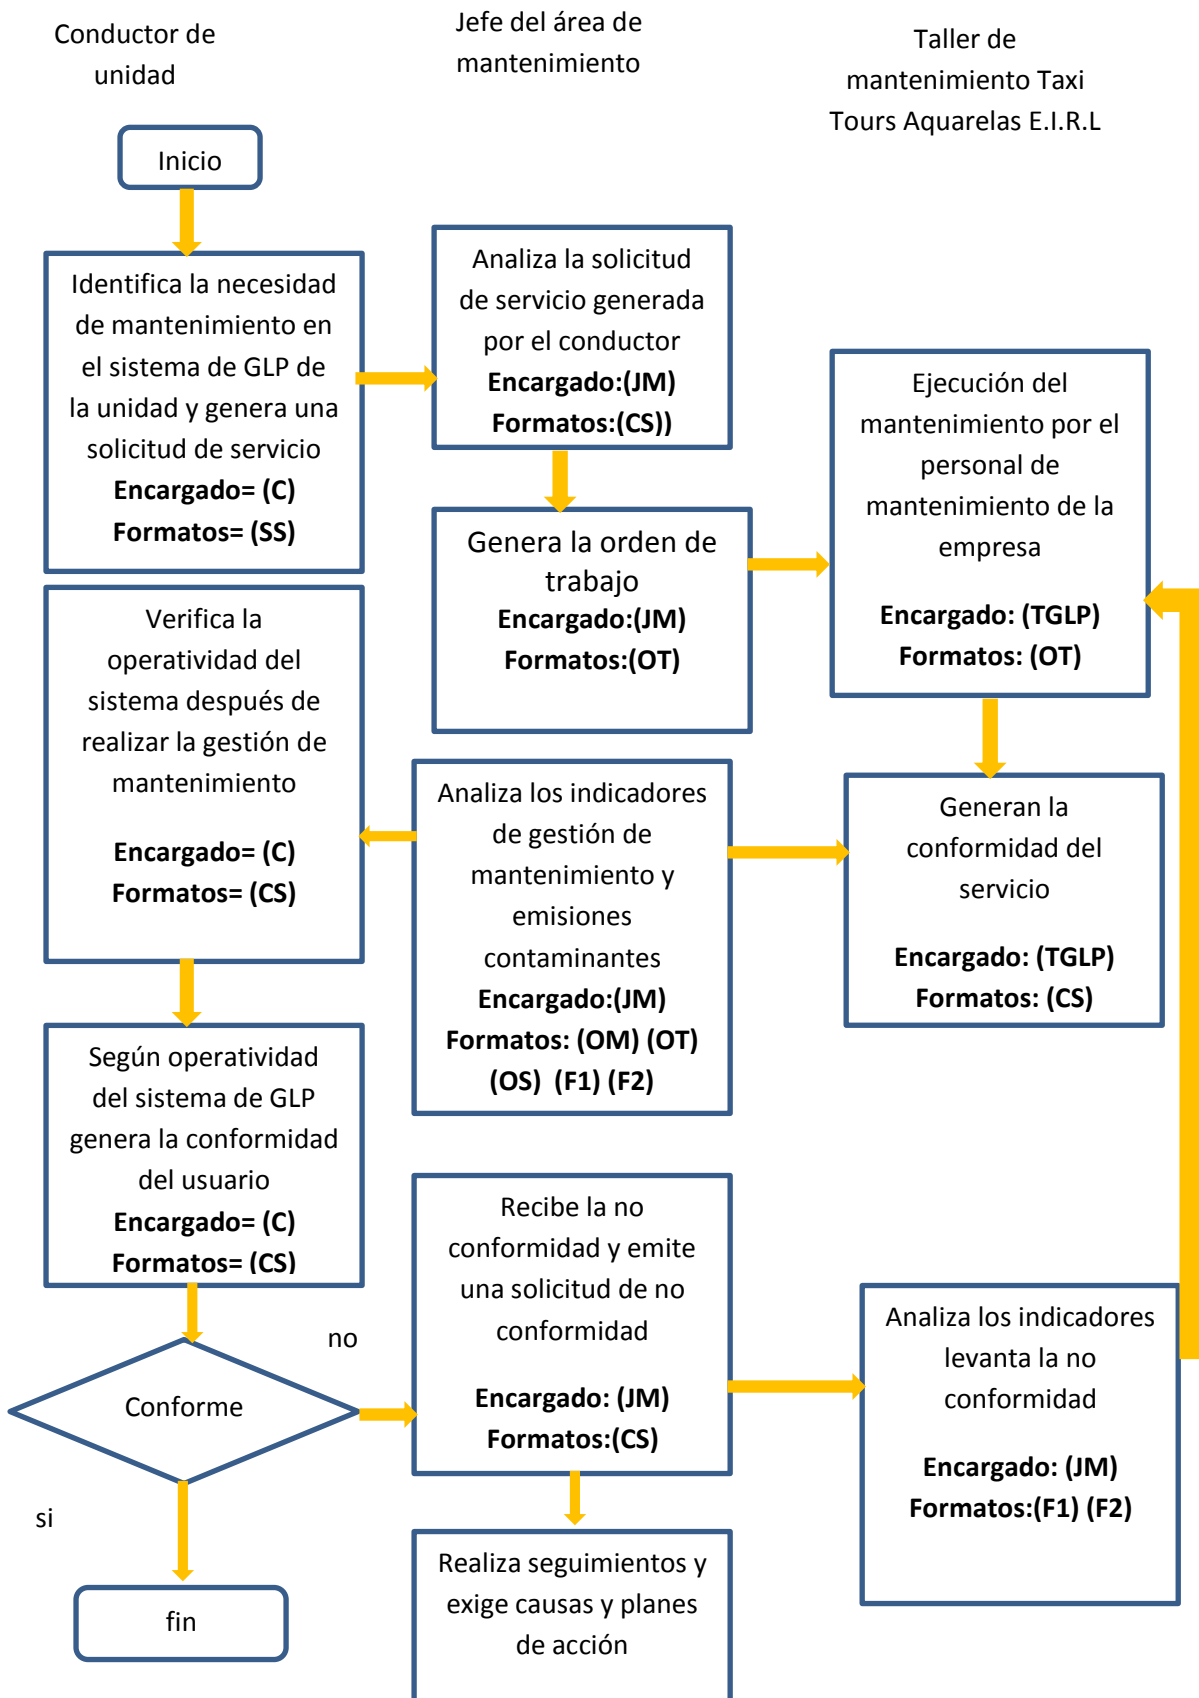 Conductor de
unidad
Jefe del área de
mantenimiento
Taller de
mantenimiento Taxi
Tours Aquarelas E.I.R.L
Inicio
Identifica la necesidad
de mantenimiento en
el sistema de GLP de
la unidad y genera una
solicitud de servicio
Encargado= (C)
Formatos= (SS)
Analiza la solicitud
de servicio generada
por el conductor
Encargado:(JM)
Formatos:(CS))
Genera la orden de
trabajo
Encargado:(JM)
Formatos:(OT)
Ejecución del
mantenimiento por el
personal de
mantenimiento de la
empresa
Encargado: (TGLP)
Formatos: (OT)
Verifica la
operatividad del
sistema después de
realizar la gestión de
mantenimiento
Encargado= (C)
Formatos= (CS)
Analiza los indicadores
de gestión de
mantenimiento y
emisiones
contaminantes
Encargado:(JM)
Formatos: (OM) (OT)
(OS) (F1) (F2)
Generan la
conformidad del
servicio
Encargado: (TGLP)
Formatos: (CS)
Según operatividad
del sistema de GLP
genera la conformidad
del usuario
Encargado= (C)
Formatos= (CS)
Conforme
no
si
fin
Recibe la no
conformidad y emite
una solicitud de no
conformidad
Encargado: (JM)
Formatos:(CS)
Analiza los indicadores
levanta la no
conformidad
Encargado: (JM)
Formatos:(F1) (F2)
Realiza seguimientos y
exige causas y planes
de acción